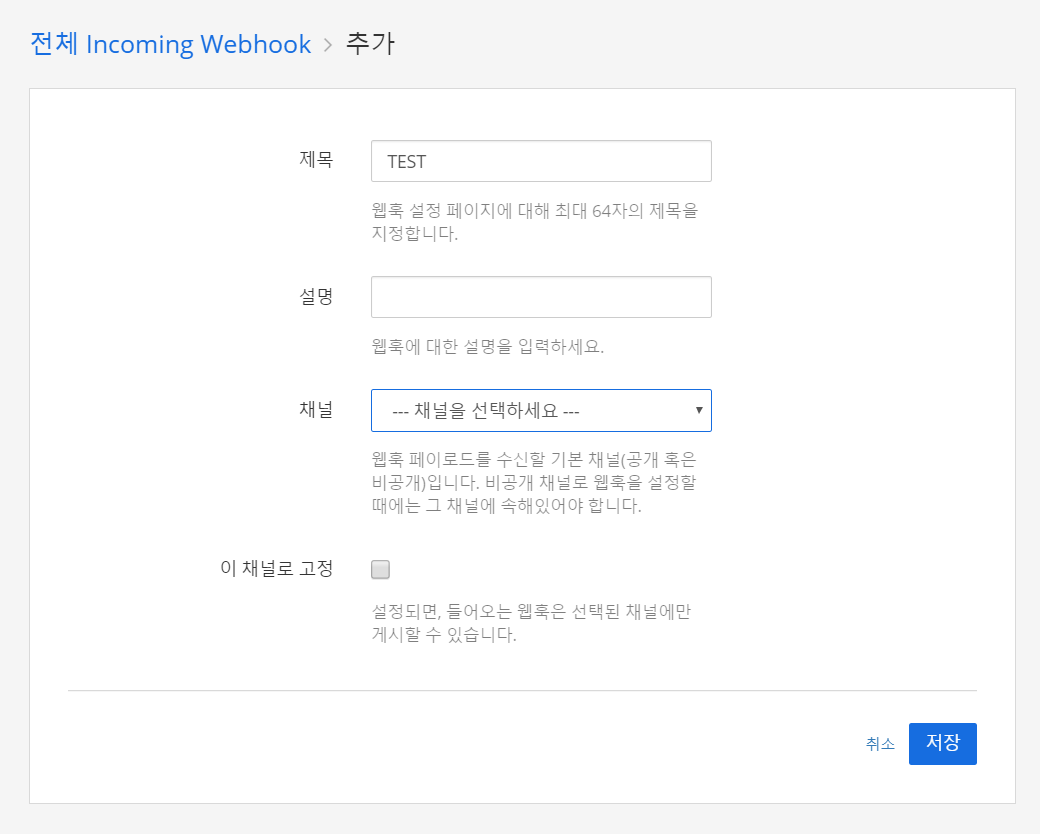 전체 Incoming Webhook > 추가
제목
TEST
웹훅 설정 페이지에 대해 최대 64자의 제목을
지정합니다.
설명
웹훅에 대한 설명을 입력하세요.
채널
--- 채널을 선택하세요 ---
웹훅 페이로드를 수신할 기본 채널(공개 혹은
비공개)입니다. 비공개 채널로 웹훅을 설정할
때에는 그 채널에 속해있어야 합니다.
이 채널로 고정
설정되면, 들어오는 웹훅은 선택된 채널에만
게시할 수 있습니다.
취소
저장